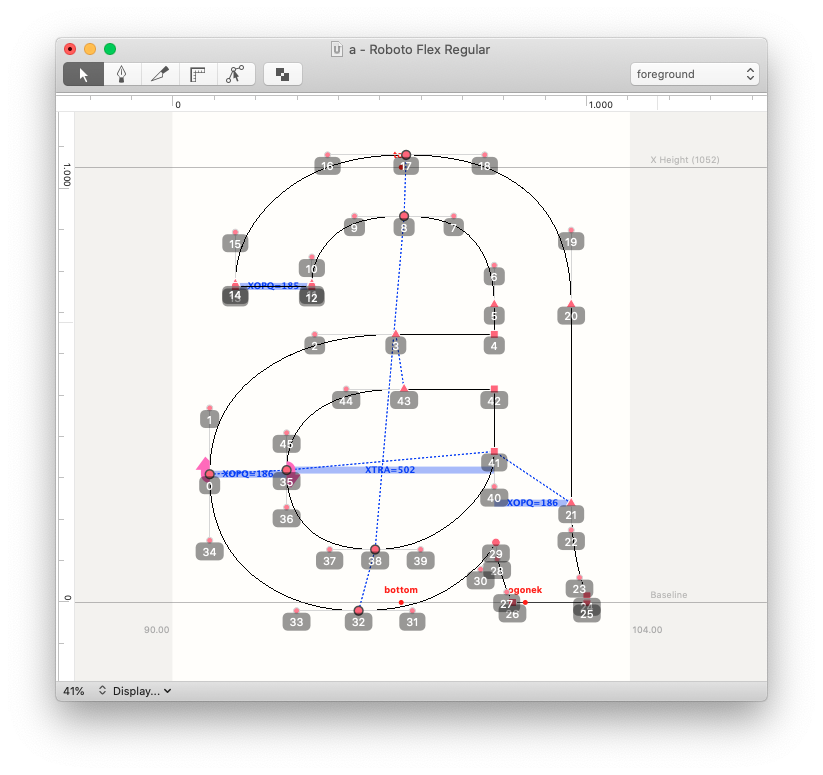 a - Roboto Flex Regular
foreground
0 1.000
X Height (1052)
1.000
16 17 18
15 9 8 7 19
10 6
14 XOPQ=185 12 5 20
2 3 4
1 44 43 42
45 41
0 XOPQ=186 35 XTRA=502
36 40 XOPQ=186 21
34 37 38 39 29 22
30 28 23
bottom ogonek
0 Baseline
27
33 32 31 26 25
90.00 104.00
41% Display...